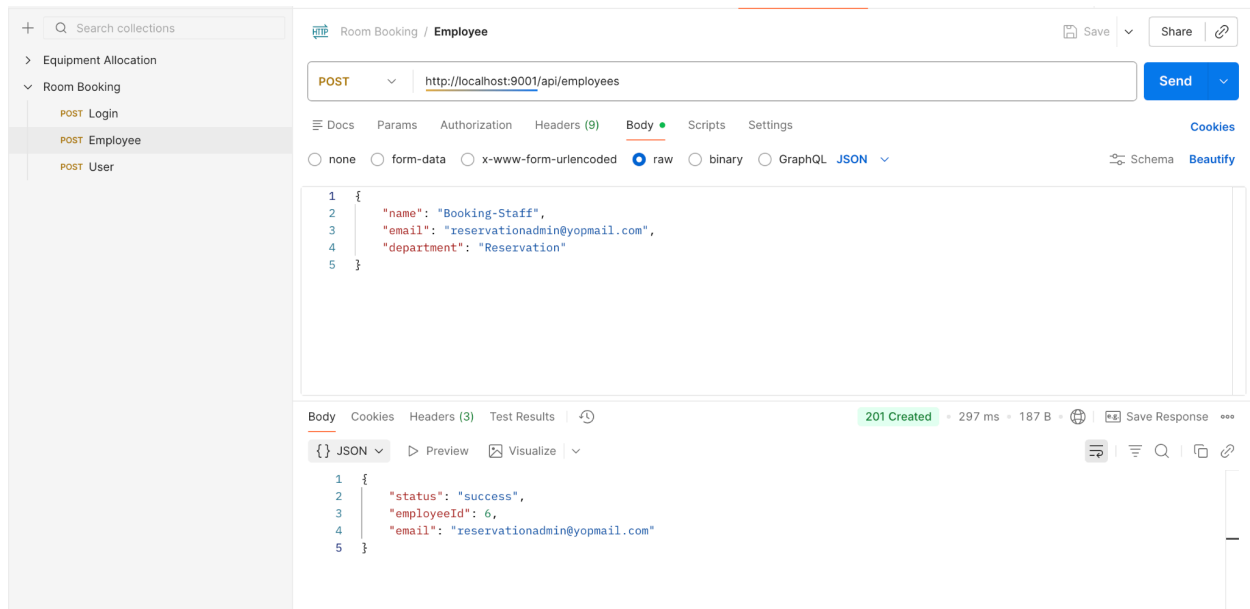 Search collections
Equipment Allocation
Room Booking
POST Login
POST Employee
POST User
HTTP Room Booking / Employee
Save
Share
POST http://localhost:9001/api/employees
Send
Docs Params Authorization Headers (9) Body Scripts Settings
Cookies
none form-data x-www-form-urlencoded raw binary GraphQL JSON
Schema Beautify
1 {
2 "name": "Booking-Staff",
3 "email": "reservationadmin@yopmail.com",
4 "department": "Reservation"
5 }
Body Cookies Headers (3) Test Results
201 Created • 297 ms • 187 B
e.g. Save Response
{} JSON Preview Visualize
1 {
2 "status": "success",
3 "employeeId": 6,
4 "email": "reservationadmin@yopmail.com"
5 }